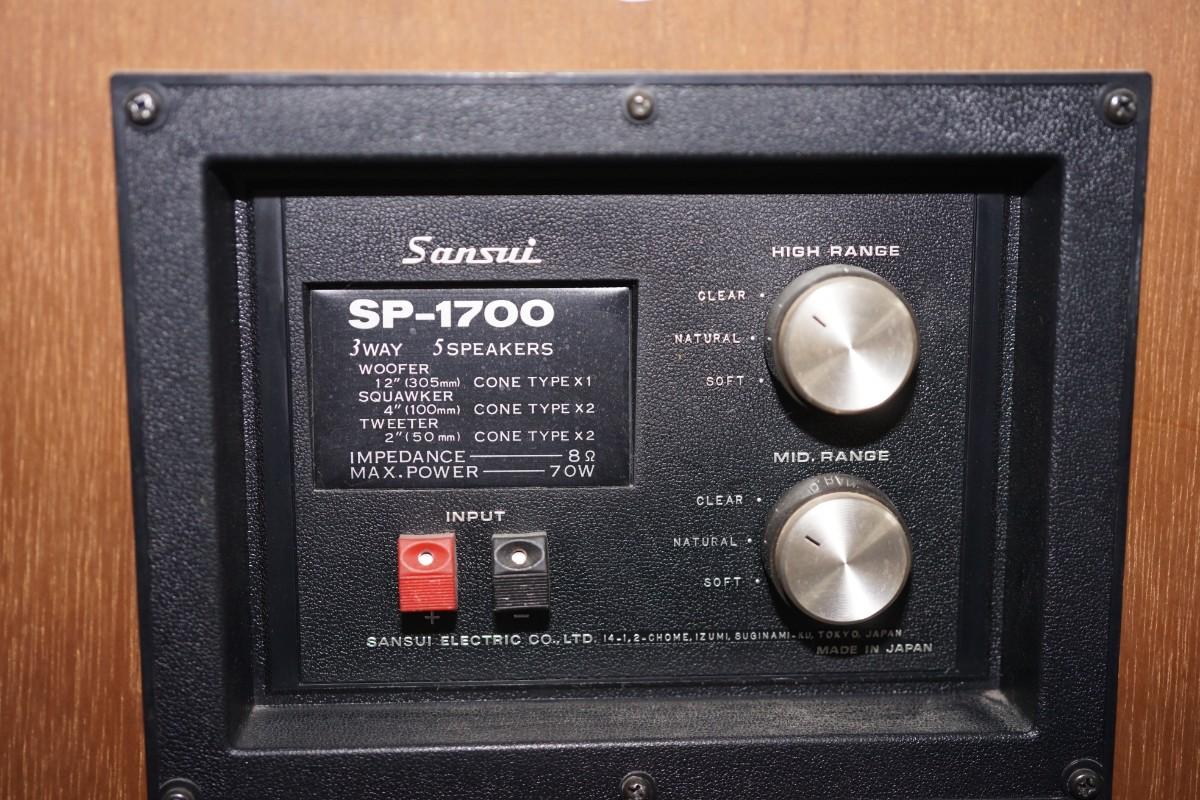 Sansui
SP-1700
3WAY 5SPEAKERS
WOOFER
12" (305mm) CONE TYPE X1
SQUAWKER
4" (100mm) CONE TYPE X2
TWEETER
2" (50mm) CONE TYPE X2
IMPEDANCE 8Ω
MAX. POWER 70W
INPUT
+ −
HIGH RANGE
CLEAR
NATURAL
SOFT
MID. RANGE
CLEAR
NATURAL
SOFT
SANSUI ELECTRIC CO., LTD. 14-1, 2-CHOME, IZUMI, SUGINAMI-KU, TOKYO, JAPAN
MADE IN JAPAN